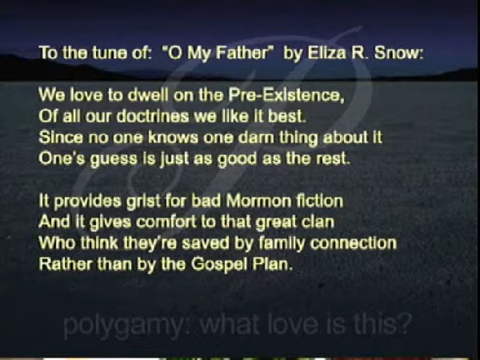 To the tune of: "O My Father" by Eliza R. Snow:
We love to dwell on the Pre-Existence,
Of all our doctrines we like it best.
Since no one knows one darn thing about it
One's guess is just as good as the rest.
It provides grist for bad Mormon fiction
And it gives comfort to that great clan
Who think they're saved by family connection
Rather than by the Gospel Plan.
polygamy: what love is this?